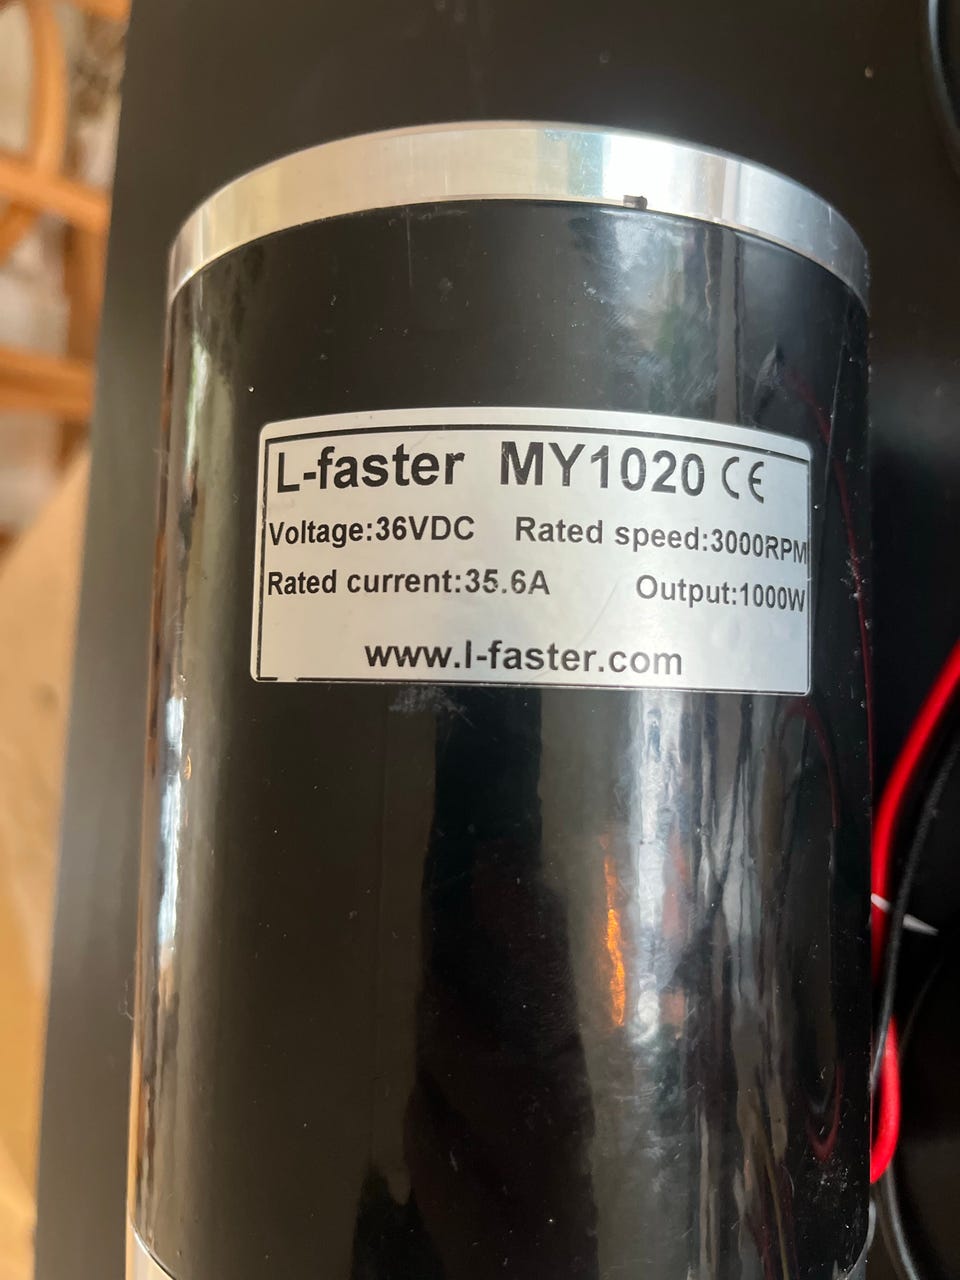 L-faster MY1020 CE
Voltage:36VDC Rated speed:3000RPM
Rated current:35.6A Output:1000W
www.l-faster.com